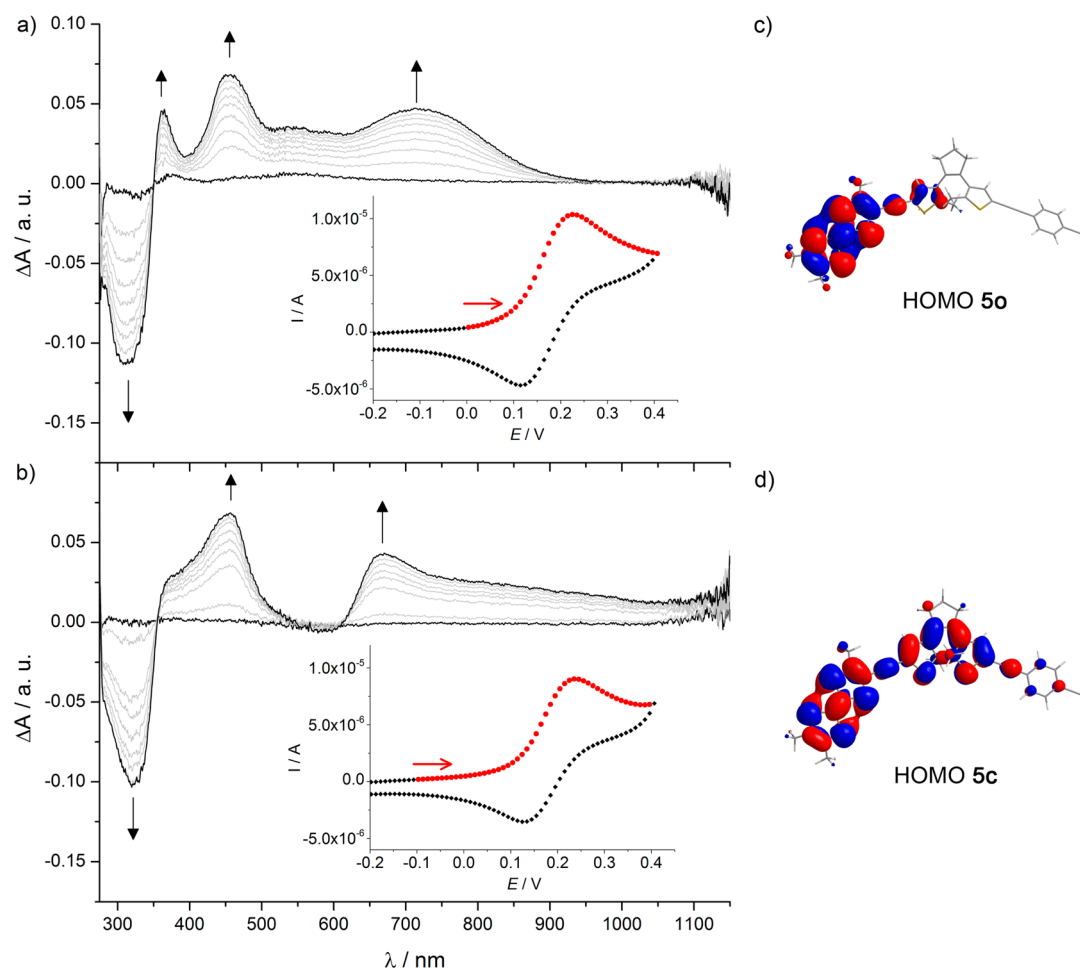 a)
0.10
0.05
0.00
-0.05
-0.10
-0.15
ΔA / a. u.
1.0x10⁻⁵
5.0x10⁻⁶
0.0
-5.0x10⁻⁶
I / A
-0.2 -0.1 0.0 0.1 0.2 0.3 0.4
E / V
b)
0.05
0.00
-0.05
-0.10
-0.15
ΔA / a. u.
1.0x10⁻⁵
5.0x10⁻⁶
0.0
-5.0x10⁻⁶
I / A
-0.2 -0.1 0.0 0.1 0.2 0.3 0.4
E / V
300 400 500 600 700 800 900 1000 1100
λ / nm
c)
HOMO 5o
d)
HOMO 5c